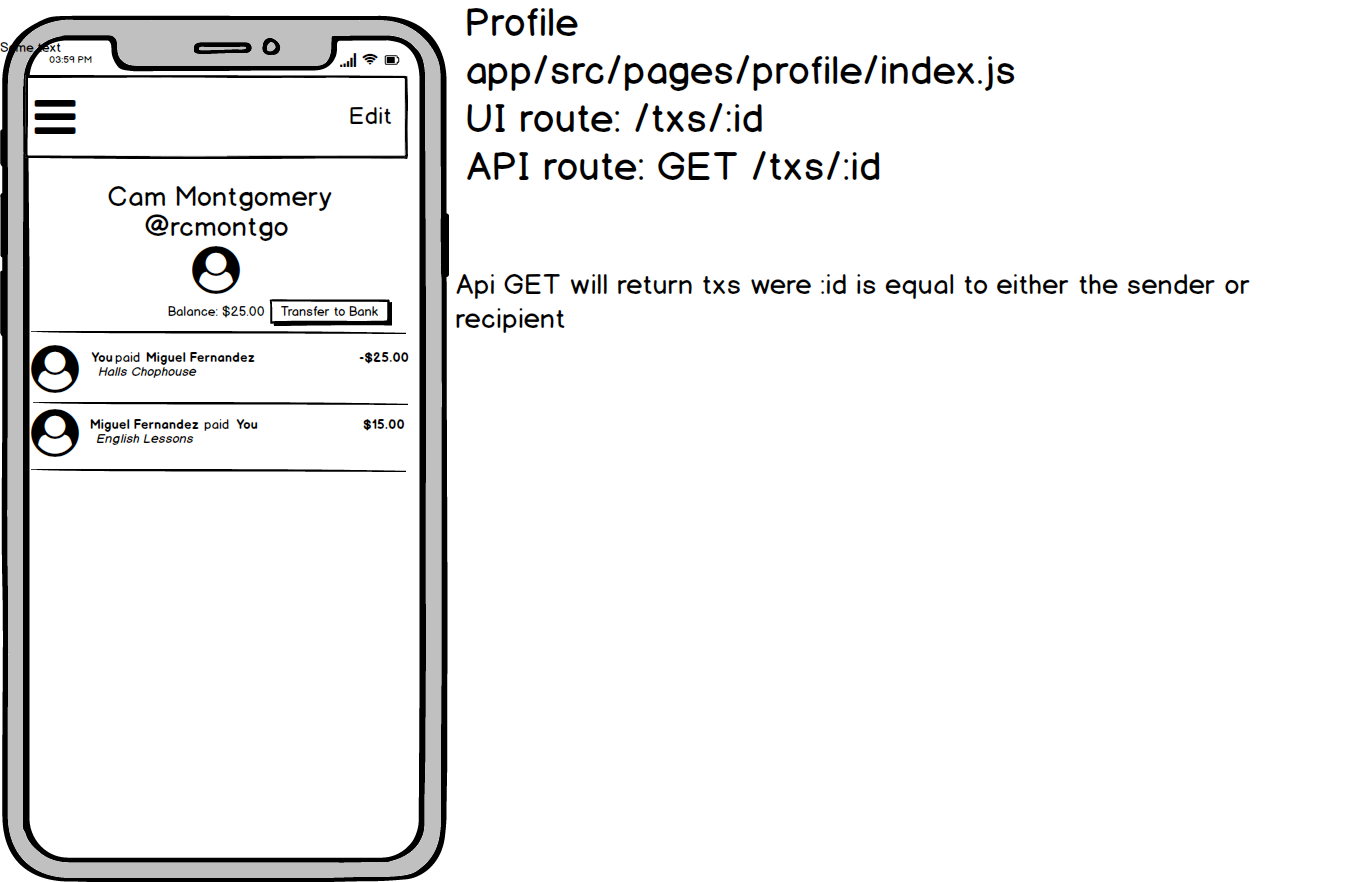 Profile
app/src/pages/profile/index.js
UI route: /txs/:id
API route: GET /txs/:id
Api GET will return txs were :id is equal to either the sender or
recipient
Some text
03:59 PM
Edit
Cam Montgomery
@rcmontgo
Balance: $25.00 Transfer to Bank
You paid Miguel Fernandez -$25.00
Halls Chophouse
Miguel Fernandez paid You $15.00
English Lessons